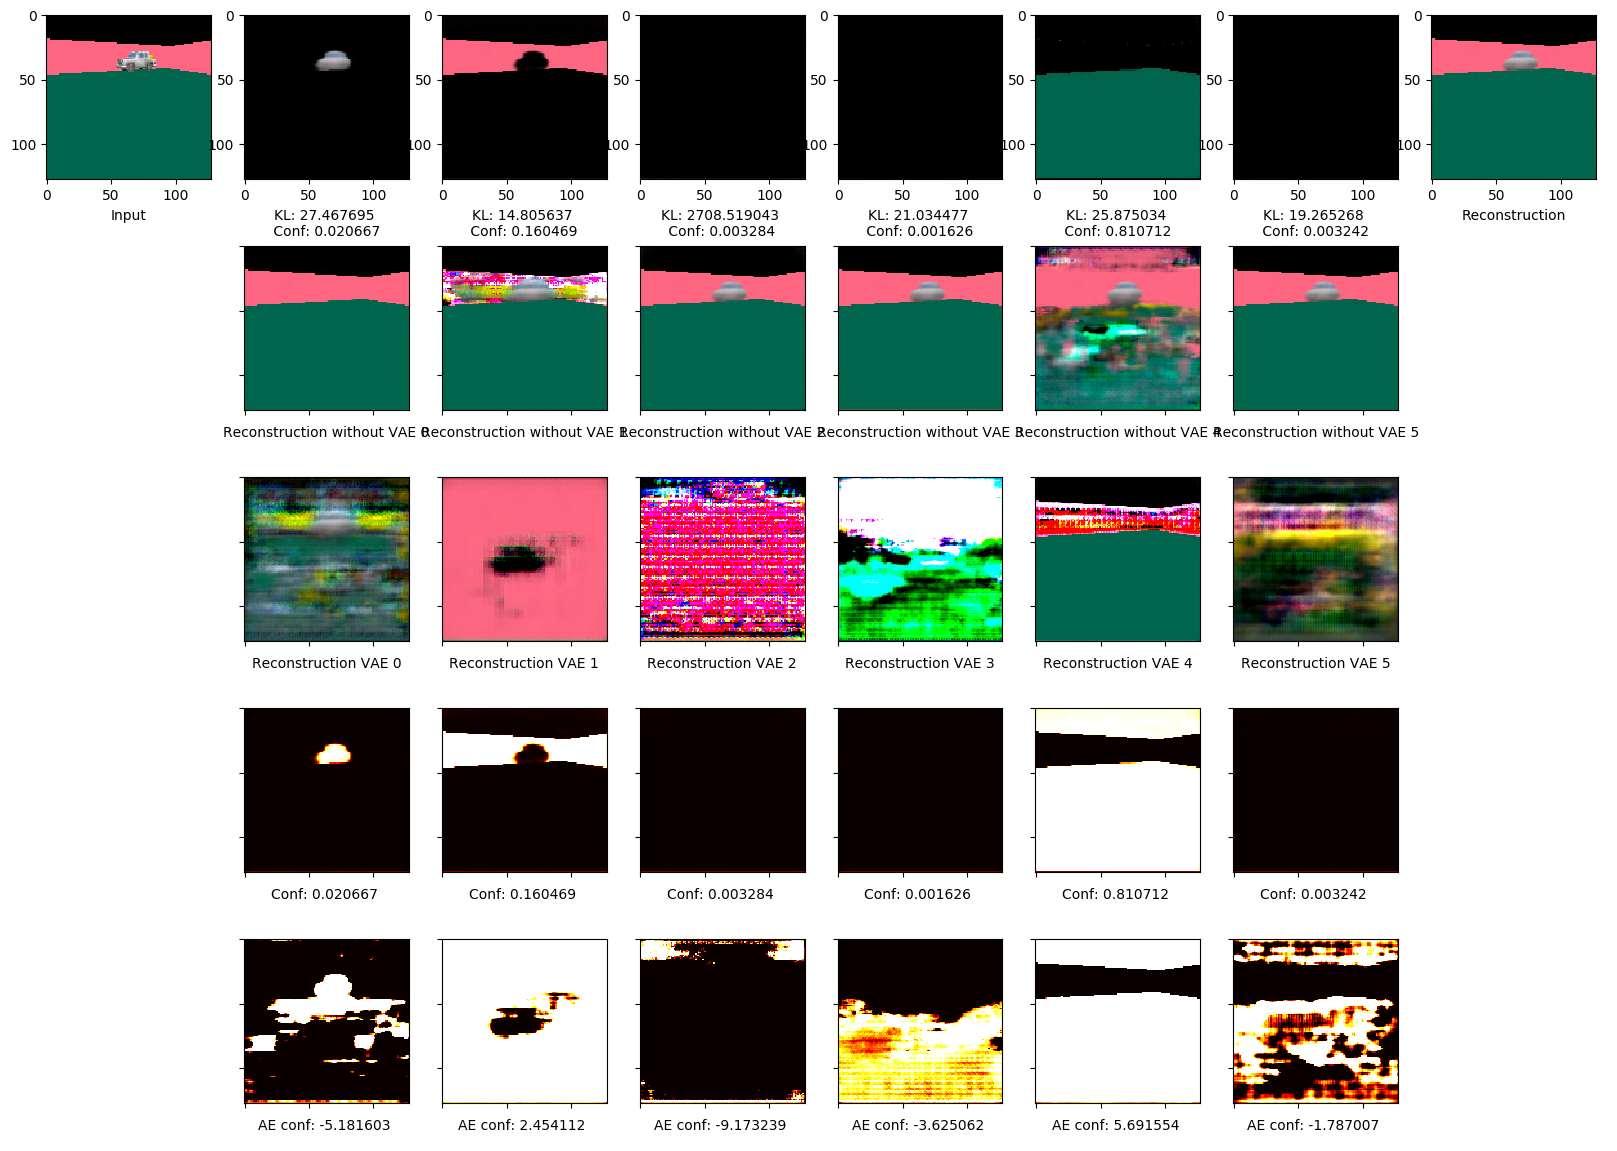 0 0 0 0 0 0 0 0
50 50 50 50 50 50 50 50
100 100 100 100 100 100 100 100
0 50 100 0 50 100 0 50 100 0 50 100 0 50 100 0 50 100 0 50 100 0 50 100
Input KL: 27.467695 KL: 14.805637 KL: 2708.519043 KL: 21.034477 KL: 25.875034 KL: 19.265268 Reconstruction
Conf: 0.020667 Conf: 0.160469 Conf: 0.003284 Conf: 0.001626 Conf: 0.810712 Conf: 0.003242
Reconstruction without VAE 0 Reconstruction without VAE 1 Reconstruction without VAE 2 Reconstruction without VAE 3 Reconstruction without VAE 4 Reconstruction without VAE 5
Reconstruction VAE 0 Reconstruction VAE 1 Reconstruction VAE 2 Reconstruction VAE 3 Reconstruction VAE 4 Reconstruction VAE 5
Conf: 0.020667 Conf: 0.160469 Conf: 0.003284 Conf: 0.001626 Conf: 0.810712 Conf: 0.003242
AE conf: -5.181603 AE conf: 2.454112 AE conf: -9.173239 AE conf: -3.625062 AE conf: 5.691554 AE conf: -1.787007